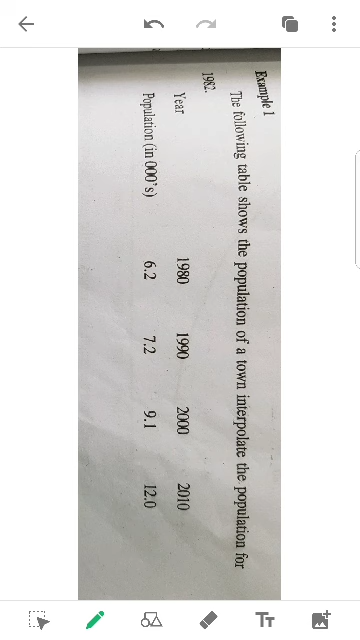 Example 1
The following table shows the population of a town interpolate the population for
1982.
Year 1980 1990 2000 2010
Population (in 000's) 6.2 7.2 9.1 12.0
TT